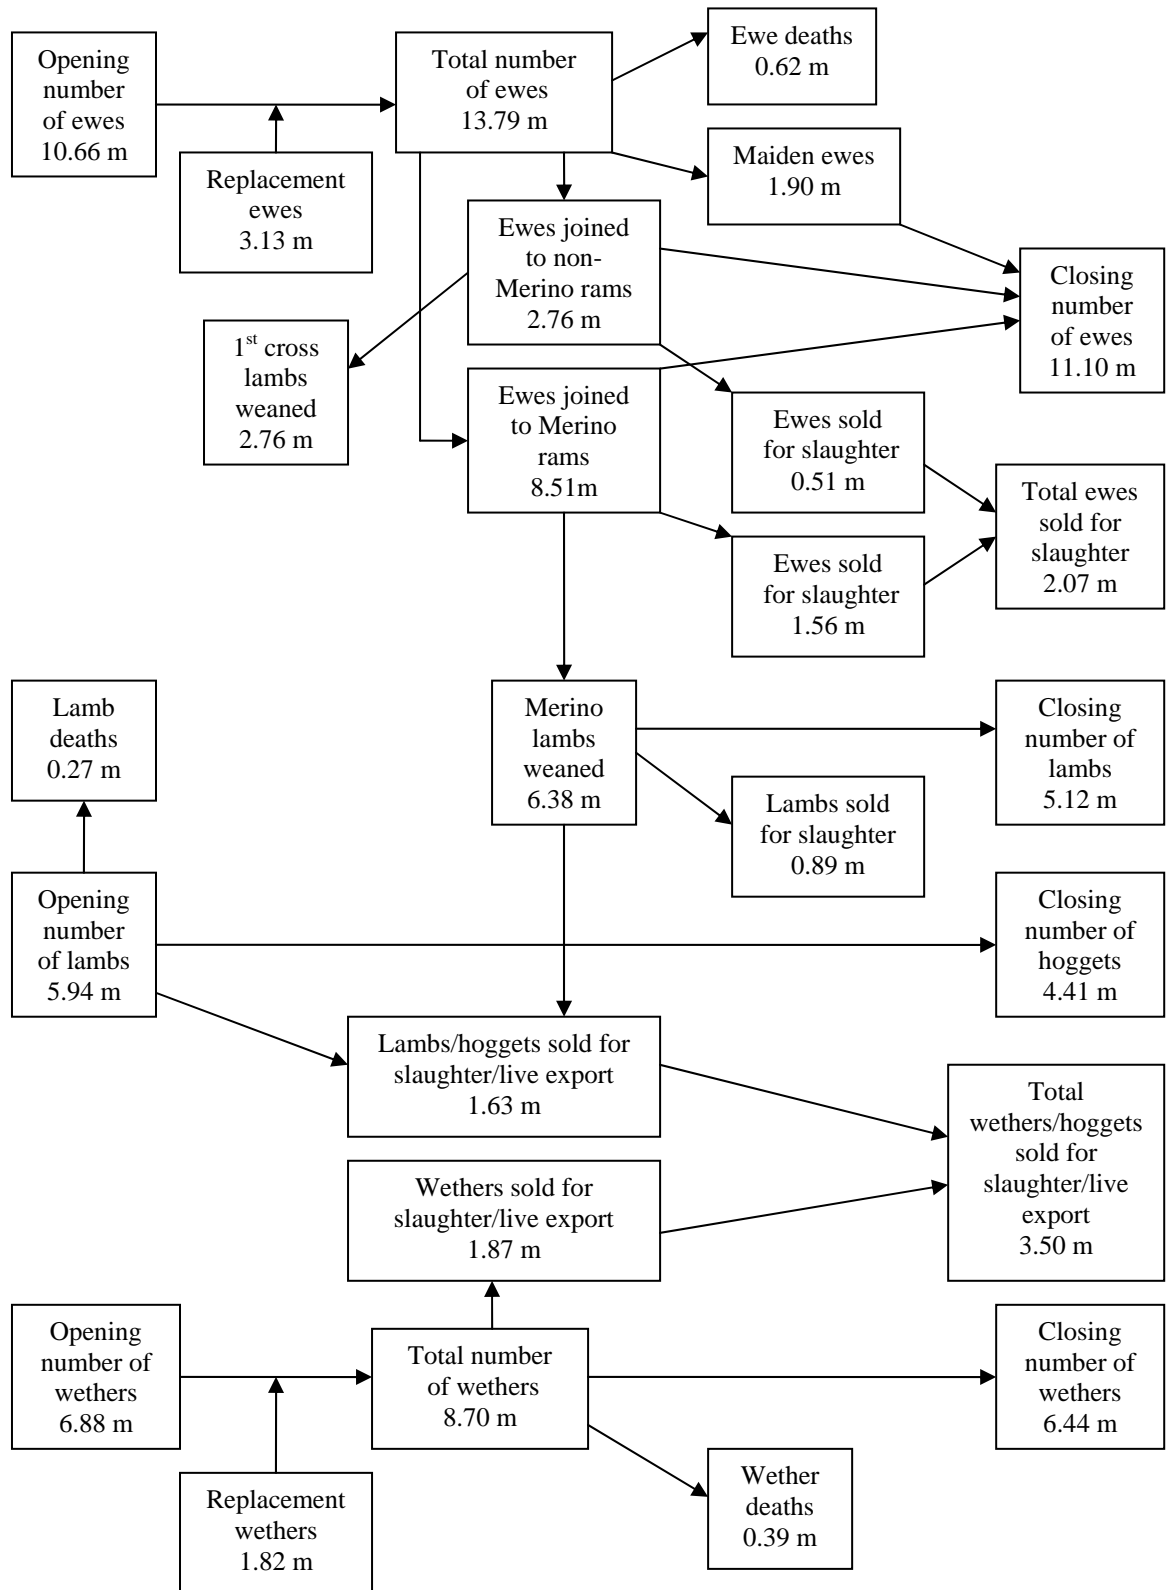 Opening
number
of ewes
10.66 m
Total number
of ewes
13.79 m
Ewe deaths
0.62 m
Replacement
ewes
3.13 m
Maiden ewes
1.90 m
Ewes joined
to non-
Merino rams
2.76 m
Closing
number
of ewes
11.10 m
1st cross
lambs
weaned
2.76 m
Ewes joined
to Merino
rams
8.51m
Ewes sold
for slaughter
0.51 m
Total ewes
sold for
slaughter
2.07 m
Ewes sold
for slaughter
1.56 m
Lamb
deaths
0.27 m
Merino
lambs
weaned
6.38 m
Closing
number of
lambs
5.12 m
Lambs sold
for slaughter
0.89 m
Opening
number
of lambs
5.94 m
Closing
number of
hoggets
4.41 m
Lambs/hoggets sold for
slaughter/live export
1.63 m
Total
wethers/hoggets
sold for
slaughter/live
export
3.50 m
Wethers sold for
slaughter/live export
1.87 m
Opening
number of
wethers
6.88 m
Total number
of wethers
8.70 m
Closing
number of
wethers
6.44 m
Replacement
wethers
1.82 m
Wether
deaths
0.39 m